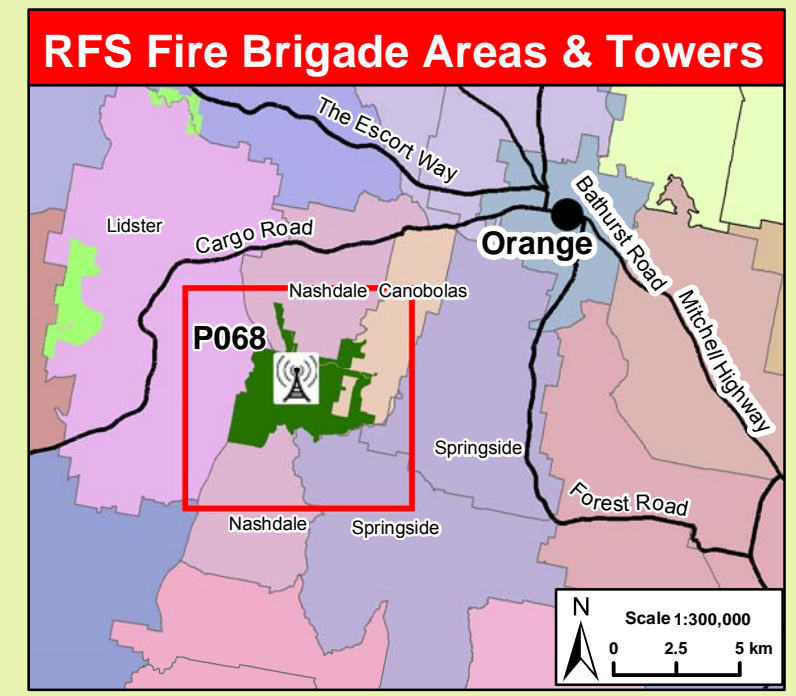 RFS Fire Brigade Areas & Towers
The Escort Way
Lidster
Cargo Road
Orange
Bathurst Road
Nashdale
Canobolas
Mitchell Highway
P068
Springside
Forest Road
Nashdale
Springside
N
Scale 1:300,000
0 2.5 5 km